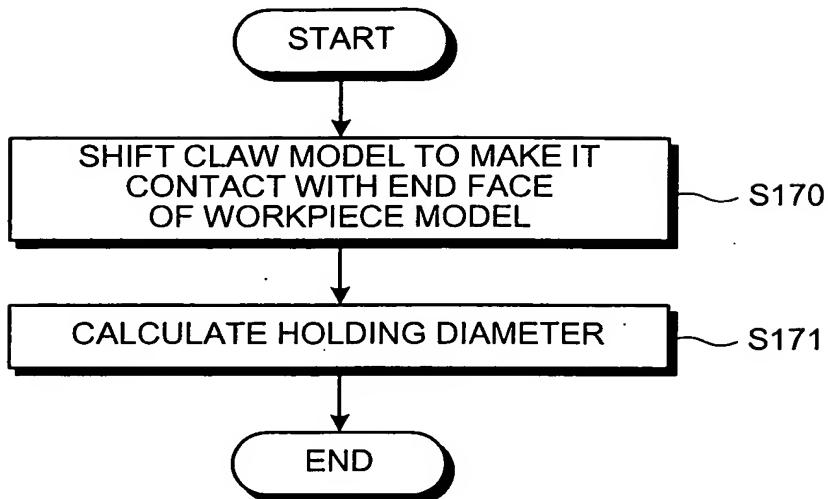 START
SHIFT CLAW MODEL TO MAKE IT
CONTACT WITH END FACE
OF WORKPIECE MODEL
S170
CALCULATE HOLDING DIAMETER
S171
END